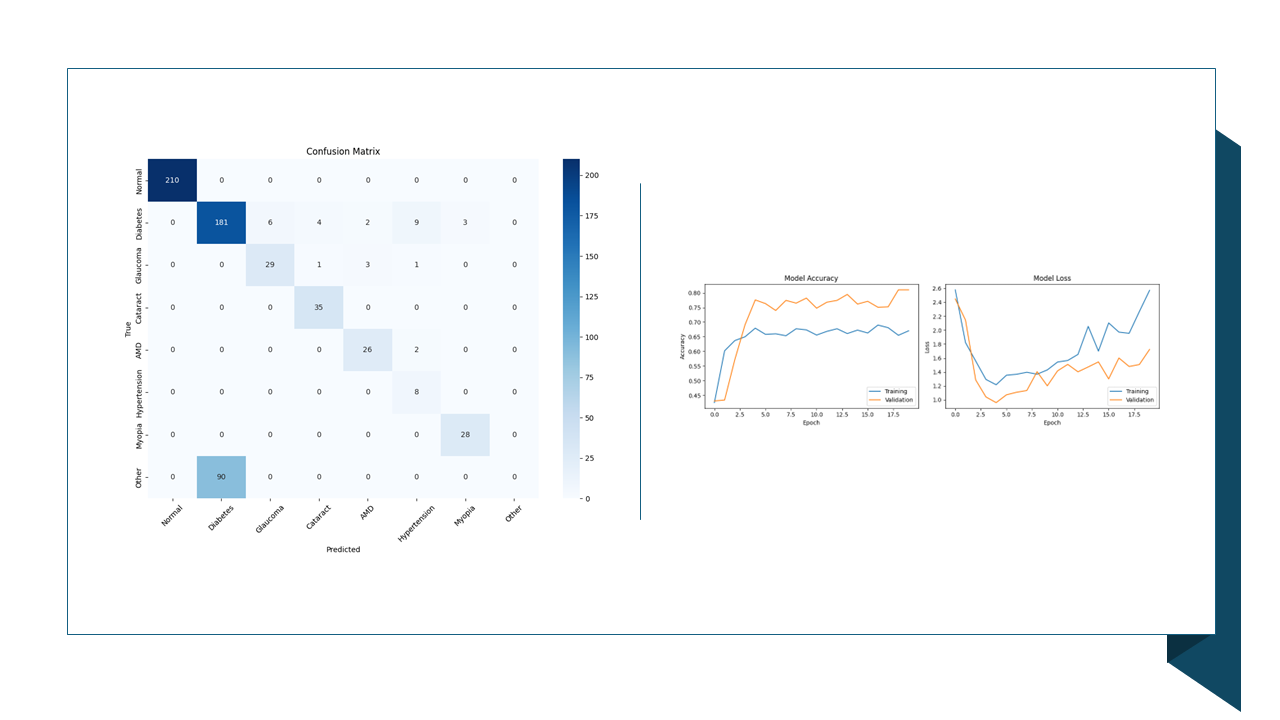 Confusion Matrix
True
Normal 210 0 0 0 0 0 0 0
Diabetes 0 181 6 4 2 9 3 0
Glaucoma 0 0 29 1 3 1 0 0
Cataract 0 0 0 35 0 0 0 0
AMD 0 0 0 0 26 2 0 0
Hypertension 0 0 0 0 0 8 0 0
Myopia 0 0 0 0 0 0 28 0
Other 0 90 0 0 0 0 0 0
Normal Diabetes Glaucoma Cataract AMD Hypertension Myopia Other
Predicted
200
175
150
125
100
75
50
25
0
Model Accuracy
Accuracy
0.80
0.75
0.70
0.65
0.60
0.55
0.50
0.45
0.0 2.5 5.0 7.5 10.0 12.5 15.0 17.5
Epoch
Training
Validation
Model Loss
Loss
2.6
2.4
2.2
2.0
1.8
1.6
1.4
1.2
1.0
0.0 2.5 5.0 7.5 10.0 12.5 15.0 17.5
Epoch
Training
Validation